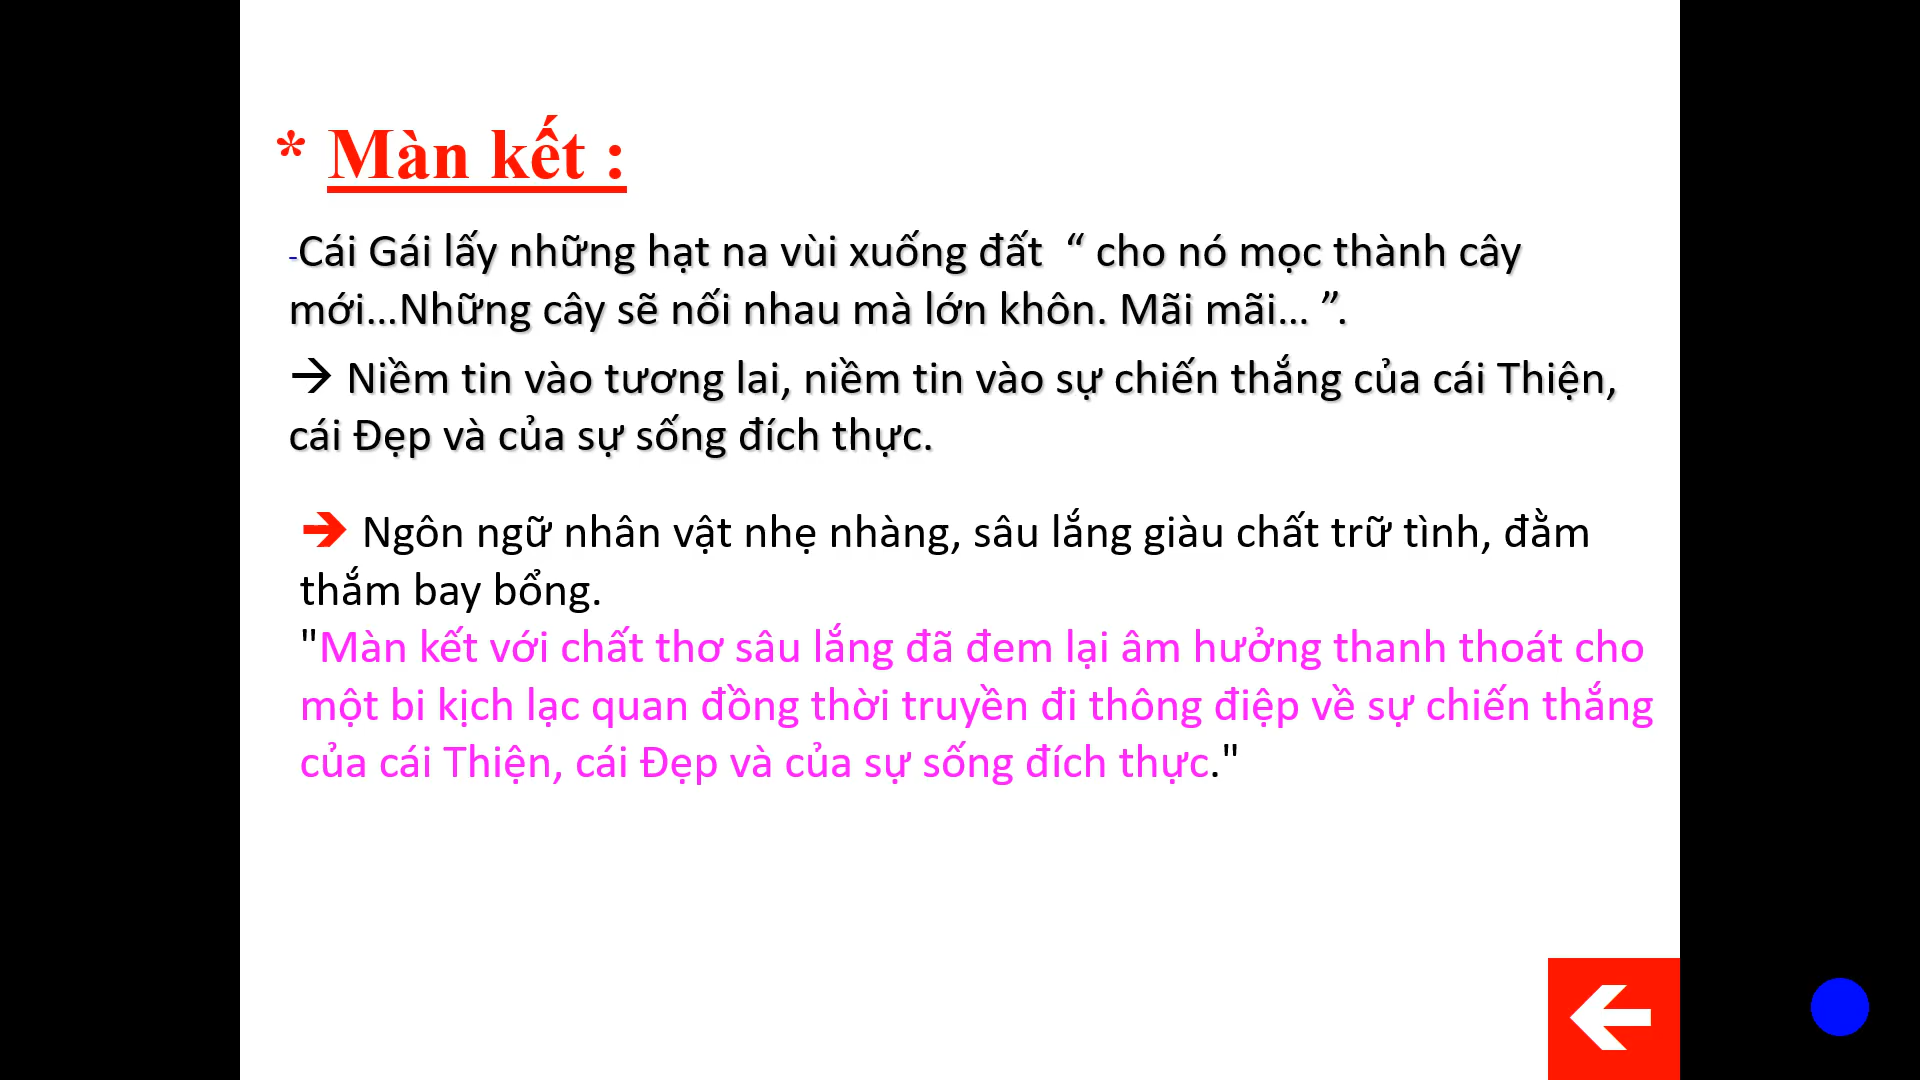 * Màn kết :
-Cái Gái lấy những hạt na vùi xuống đất  “ cho nó mọc thành cây
mới...Những cây sẽ nối nhau mà lớn khôn. Mãi mãi... ”.
→ Niềm tin vào tương lai, niềm tin vào sự chiến thắng của cái Thiện,
cái Đẹp và của sự sống đích thực.
➔ Ngôn ngữ nhân vật nhẹ nhàng, sâu lắng giàu chất trữ tình, đằm
thắm bay bổng.
"Màn kết với chất thơ sâu lắng đã đem lại âm hưởng thanh thoát cho
một bi kịch lạc quan đồng thời truyền đi thông điệp về sự chiến thắng
của cái Thiện, cái Đẹp và của sự sống đích thực."